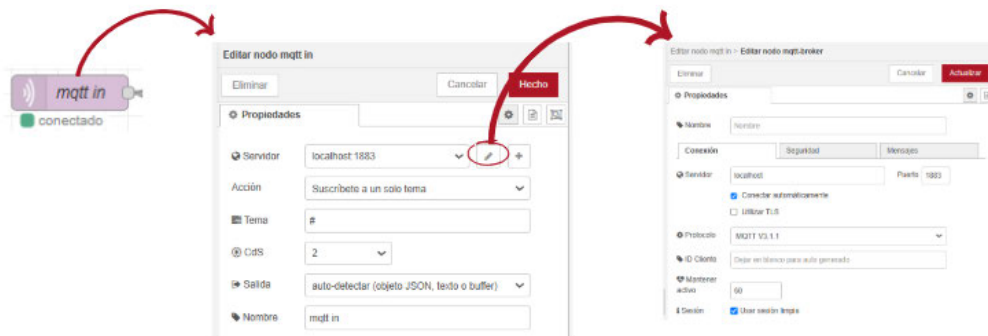 mqtt in
conectado
Editar nodo mqtt in
Eliminar
Cancelar
Hecho
Propiedades
Servidor
localhost:1883
Acción
Suscríbete a un solo tema
Tema
#
CdS
2
Salida
auto-detectar (objeto JSON, texto o buffer)
Nombre
mqtt in
Editar nodo mqtt in > Editar nodo mqtt-broker
Eliminar
Cancelar
Actualizar
Propiedades
Nombre
Nombre
Conexión
Seguridad
Mensajes
Servidor
localhost
Puerto
1883
Conectar automáticamente
Utilizar TLS
Protocolo
MQTT V3.1.1
ID Cliente
Dejar en blanco para auto generado
Mantener
activo
60
Sesión
Usar sesión limpia